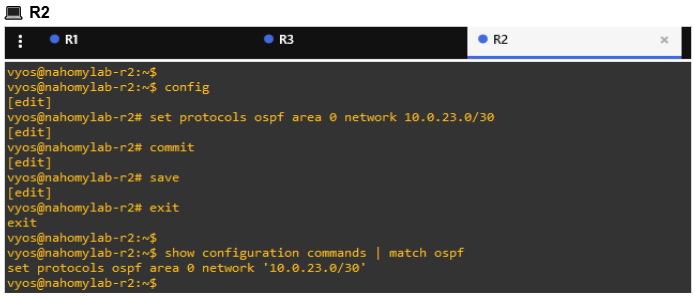 R2
R1 R3 R2 ×
vyos@nahomylab-r2:~$
vyos@nahomylab-r2:~$ config
[edit]
vyos@nahomylab-r2# set protocols ospf area 0 network 10.0.23.0/30
[edit]
vyos@nahomylab-r2# commit
[edit]
vyos@nahomylab-r2# save
[edit]
vyos@nahomylab-r2# exit
exit
vyos@nahomylab-r2:~$
vyos@nahomylab-r2:~$ show configuration commands | match ospf
set protocols ospf area 0 network '10.0.23.0/30'
vyos@nahomylab-r2:~$